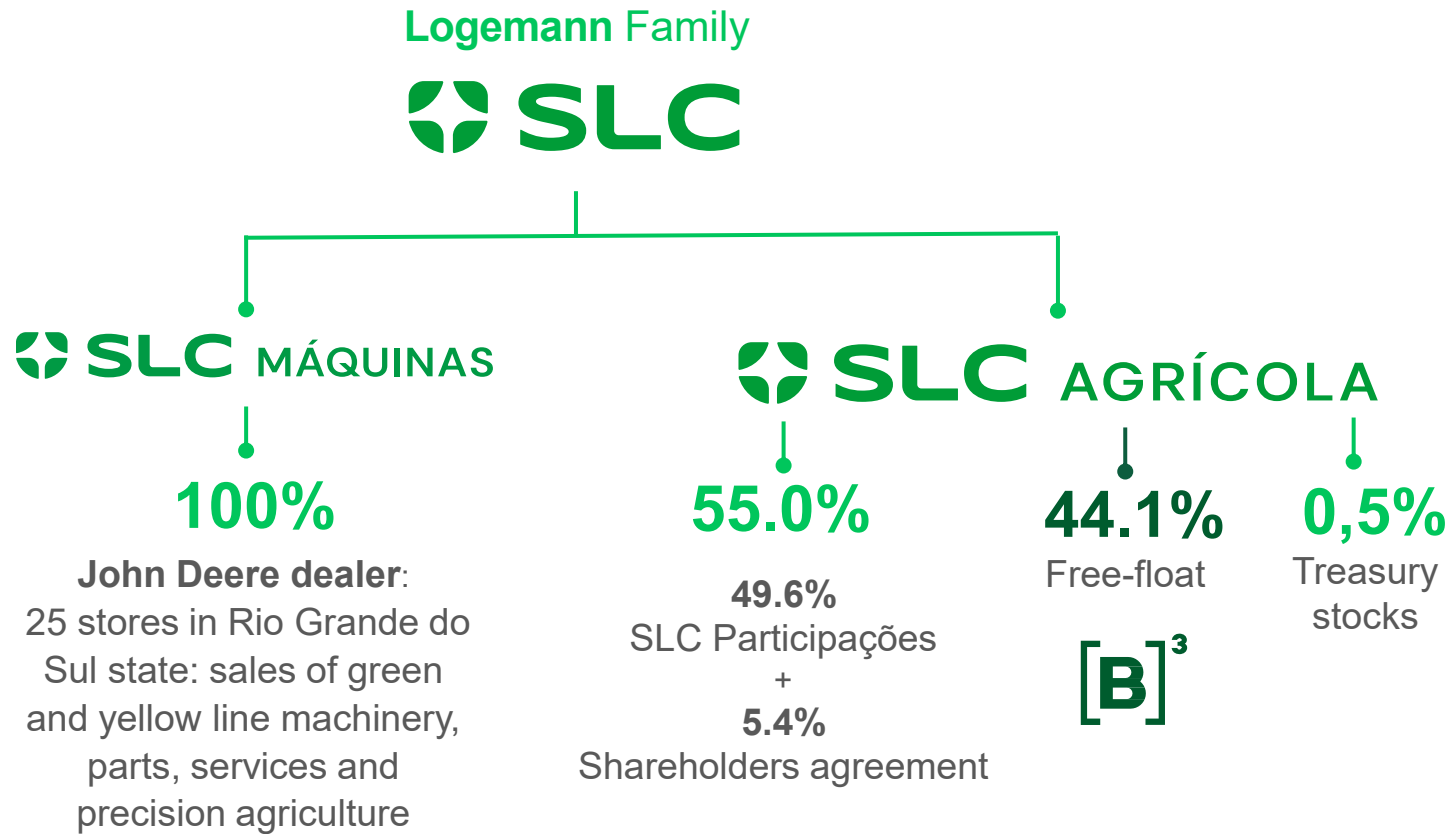 Logemann Family
SLC
SLC MÁQUINAS
100%
John Deere dealer:
25 stores in Rio Grande do
Sul state: sales of green
and yellow line machinery,
parts, services and
precision agriculture
SLC AGRÍCOLA
55.0%
49.6%
SLC Participações
+
5.4%
Shareholders agreement
44.1%
Free-float
[B]³
0,5%
Treasury
stocks